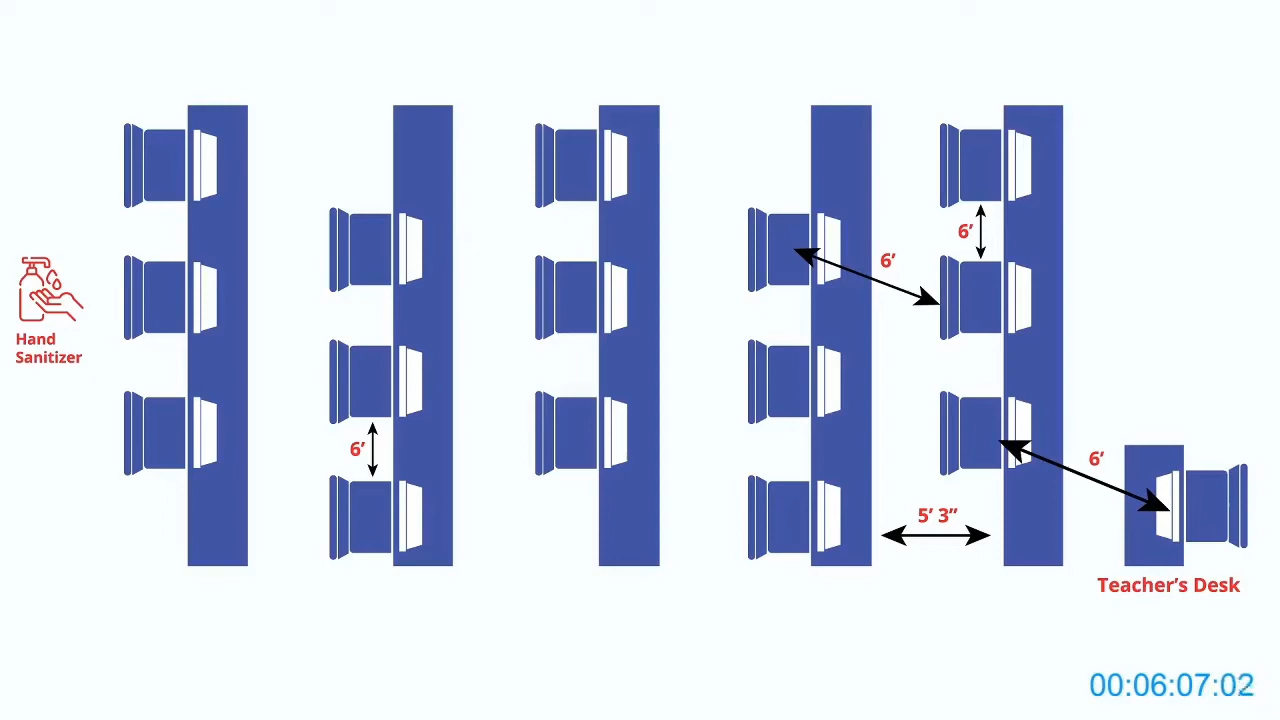 6’
6’
Hand
Sanitizer
6’
6’
5’ 3”
Teacher’s Desk
00:06:07:02